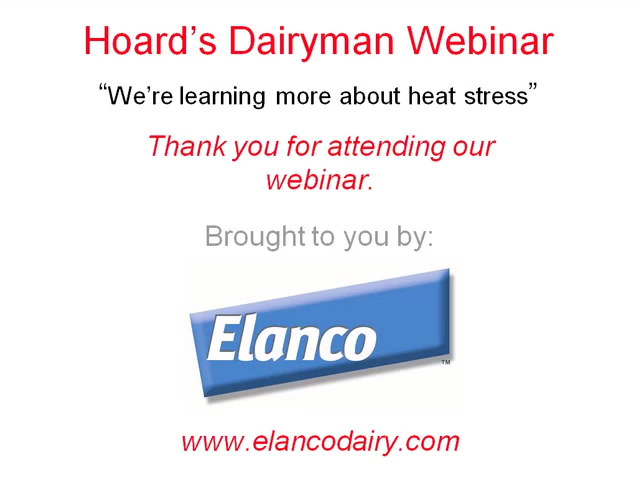 Hoard’s Dairyman Webinar
“We’re learning more about heat stress”
Thank you for attending our
webinar.
Brought to you by:
Elanco
TM
www.elancodairy.com